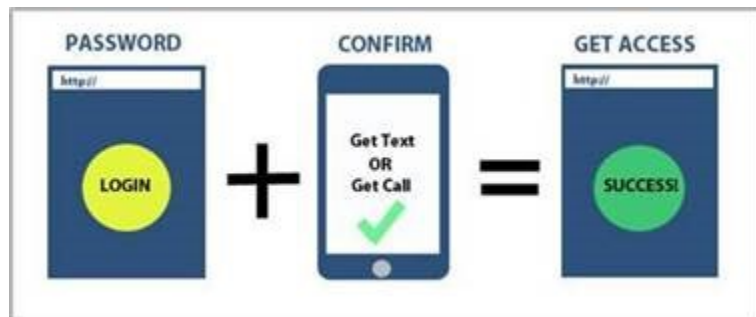 PASSWORD
http://
LOGIN
+
CONFIRM
Get Text
OR
Get Call
=
GET ACCESS
http://
SUCCESS!